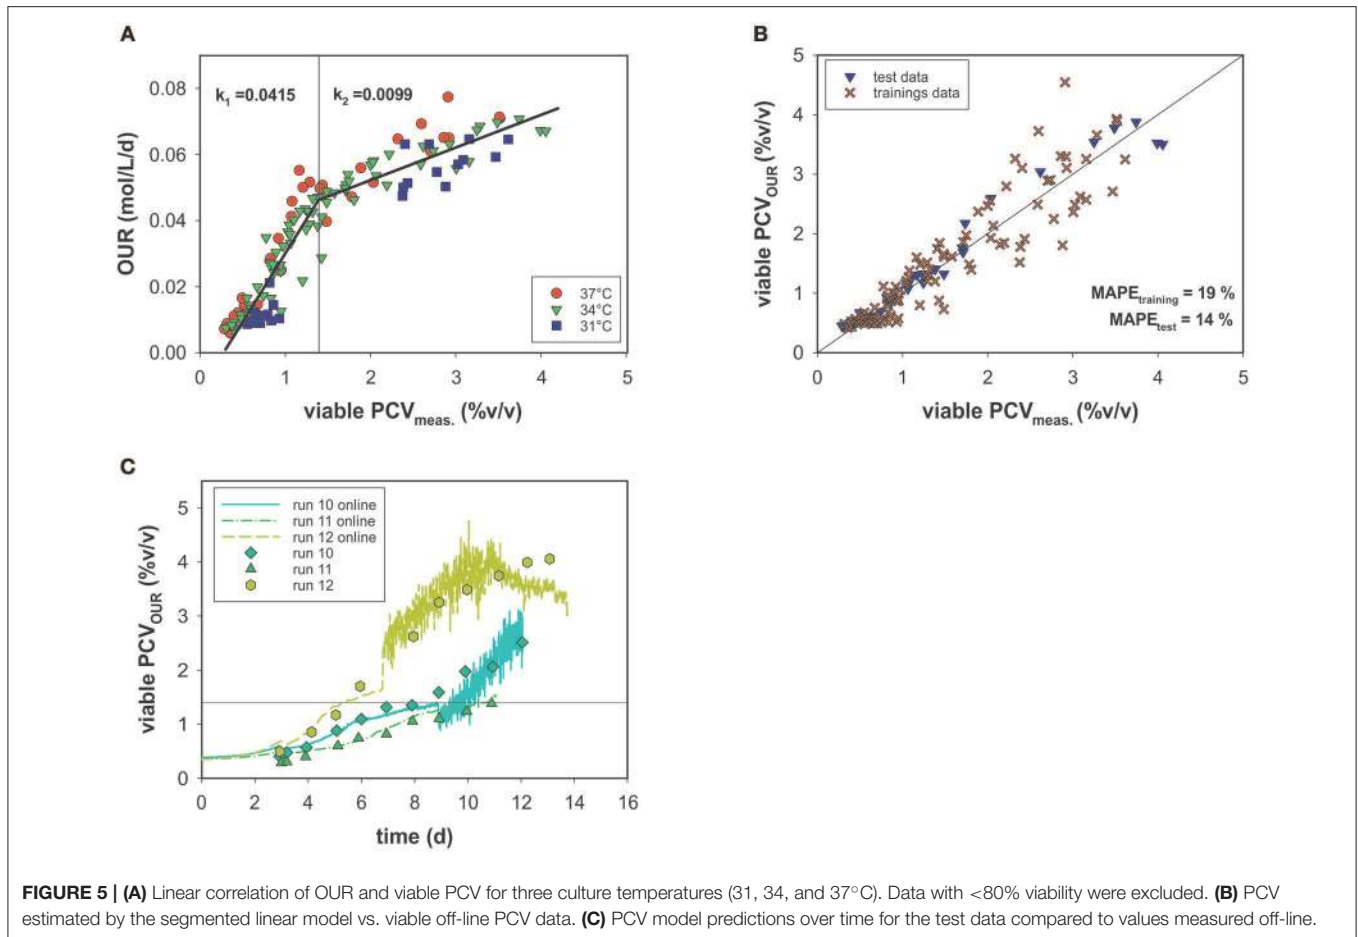 A
k1 =0.0415
k2 =0.0099
0.08
0.06
0.04
0.02
0.00
OUR (mol/L/d)
37°C
34°C
31°C
0 1 2 3 4 5
viable PCVmeas. (%v/v)
B
test data
trainings data
5
4
3
2
1
0
viable PCVOUR (%v/v)
MAPEtraining = 19 %
MAPEtest = 14 %
0 1 2 3 4 5
viable PCVmeas. (%v/v)
C
run 10 online
run 11 online
run 12 online
run 10
run 11
run 12
5
4
3
2
1
0
viable PCVOUR (%v/v)
0 2 4 6 8 10 12 14 16
time (d)
FIGURE 5 | (A) Linear correlation of OUR and viable PCV for three culture temperatures (31, 34, and 37°C). Data with <80% viability were excluded. (B) PCV
estimated by the segmented linear model vs. viable off-line PCV data. (C) PCV model predictions over time for the test data compared to values measured off-line.